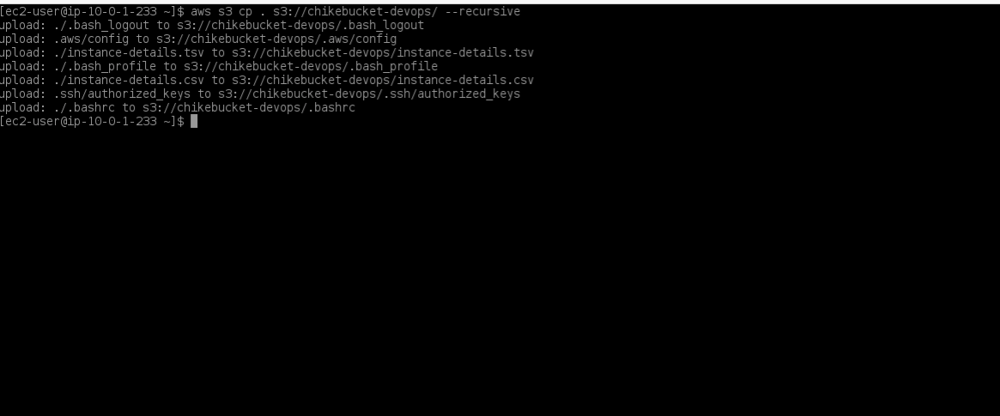 [ec2-user@ip-10-0-1-233 ~]$ aws s3 cp . s3://chikebucket-devops/ --recursive
upload: ./.bash_logout to s3://chikebucket-devops/.bash_logout
upload: .aws/config to s3://chikebucket-devops/.aws/config
upload: ./instance-details.tsv to s3://chikebucket-devops/instance-details.tsv
upload: ./.bash_profile to s3://chikebucket-devops/.bash_profile
upload: ./instance-details.csv to s3://chikebucket-devops/instance-details.csv
upload: .ssh/authorized_keys to s3://chikebucket-devops/.ssh/authorized_keys
upload: ./.bashrc to s3://chikebucket-devops/.bashrc
[ec2-user@ip-10-0-1-233 ~]$